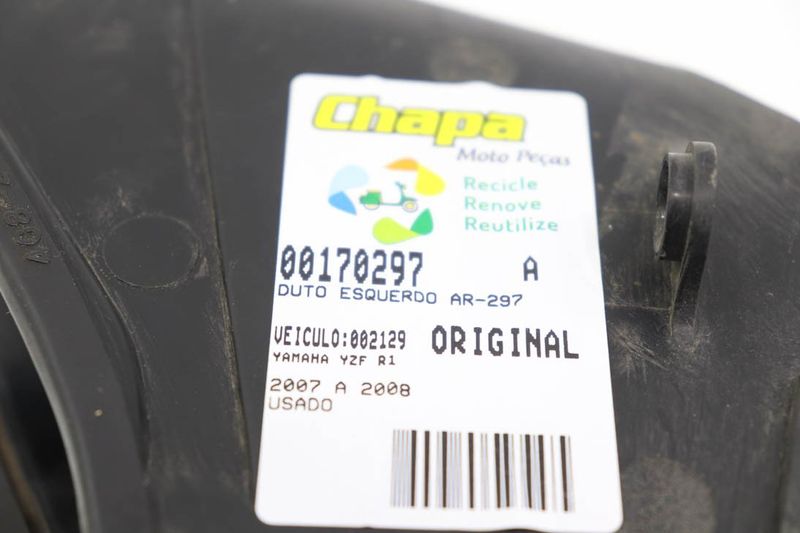 Chapa
Moto Peças
Recicle
Renove
Reutilize
00170297 A
DUTO ESQUERDO AR-297
VEICULO:002129 ORIGINAL
YAMAHA YZF R1
2007 A 2008
USADO